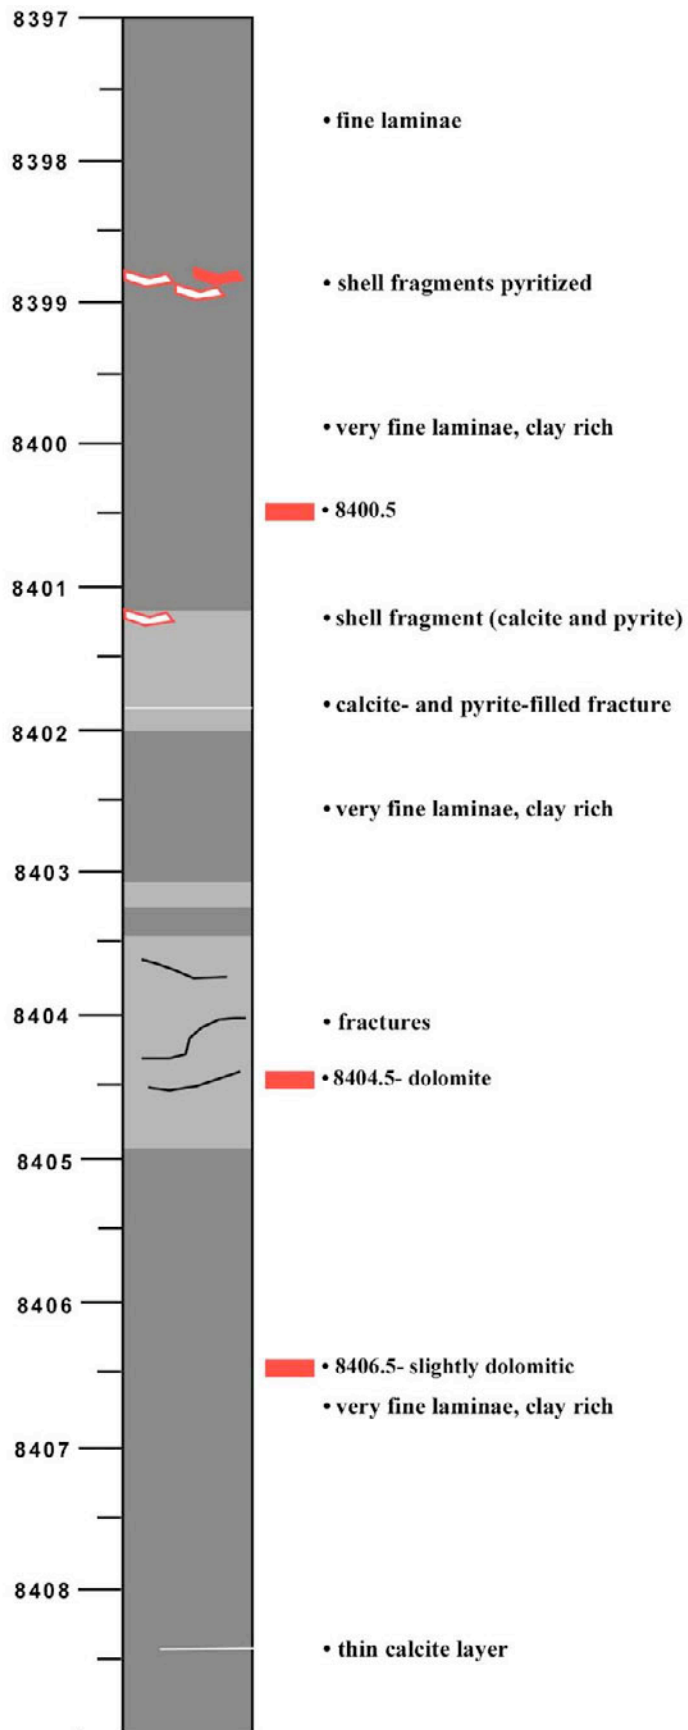 8397
• fine laminae
8398
• shell fragments pyritized
8399
• very fine laminae, clay rich
8400
• 8400.5
8401
• shell fragment (calcite and pyrite)
• calcite- and pyrite-filled fracture
8402
• very fine laminae, clay rich
8403
8404
• fractures
• 8404.5- dolomite
8405
8406
• 8406.5- slightly dolomitic
• very fine laminae, clay rich
8407
8408
• thin calcite layer